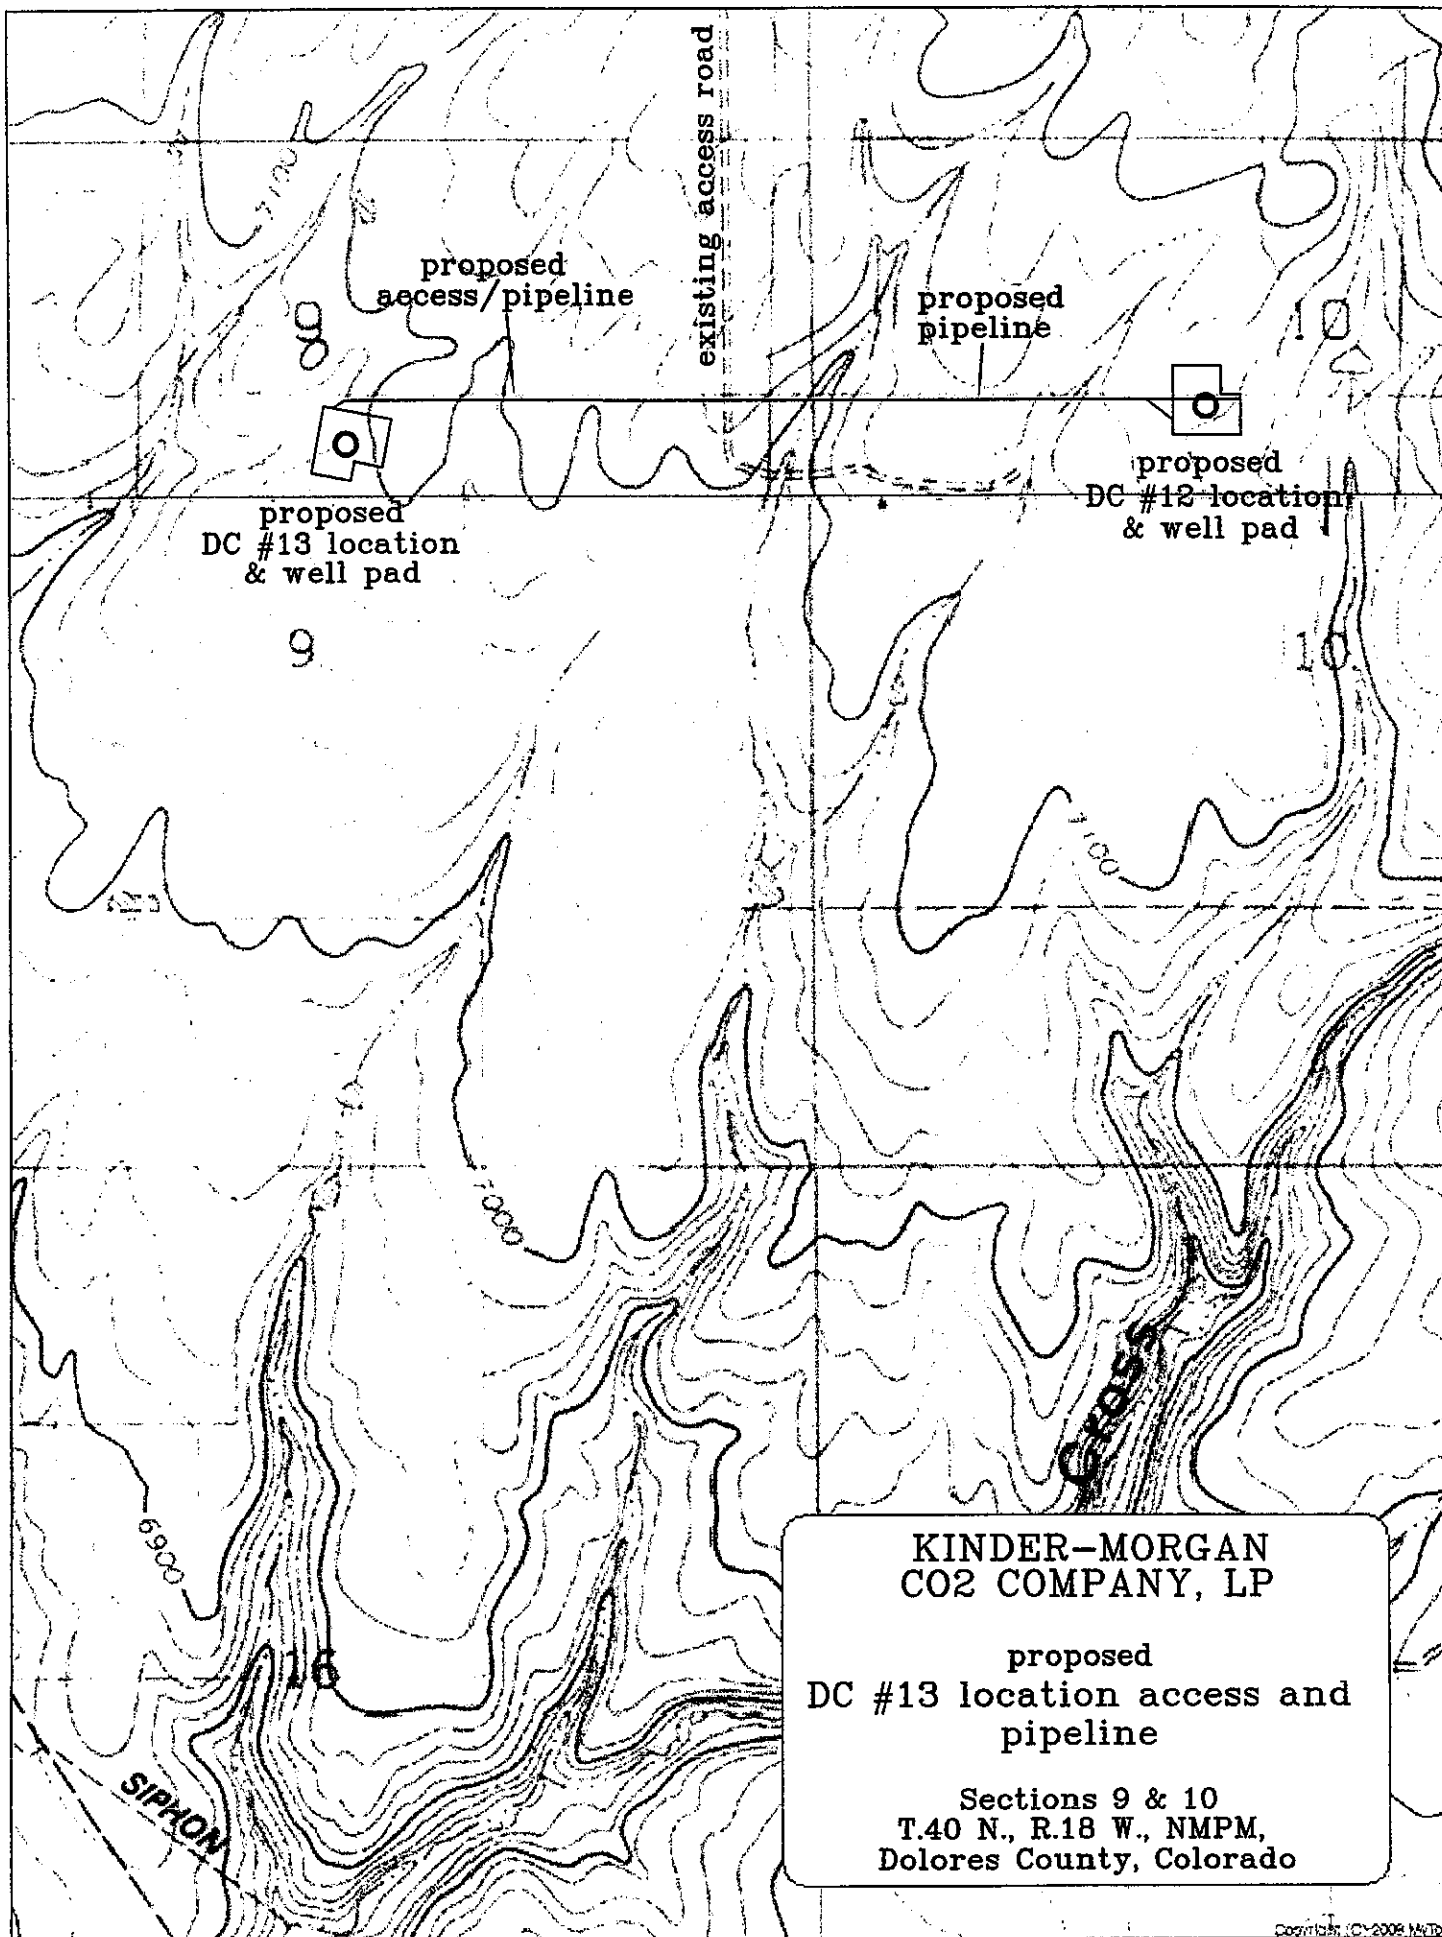 existing access road
7100
proposed
access/pipeline
proposed
pipeline
9
10
proposed
DC #13 location
& well pad
proposed
DC #12 location
& well pad
9
10
7100
7000
6900
Cross
16
SIPHON
KINDER-MORGAN
CO2 COMPANY, LP
proposed
DC #13 location access and
pipeline
Sections 9 & 10
T.40 N., R.18 W., NMPM,
Dolores County, Colorado